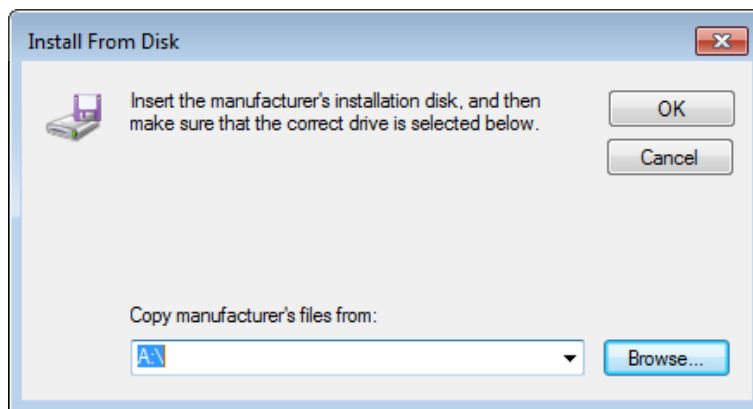 Install From Disk
Insert the manufacturer's installation disk, and then
make sure that the correct drive is selected below.
OK
Cancel
Copy manufacturer's files from:
A:\
Browse...